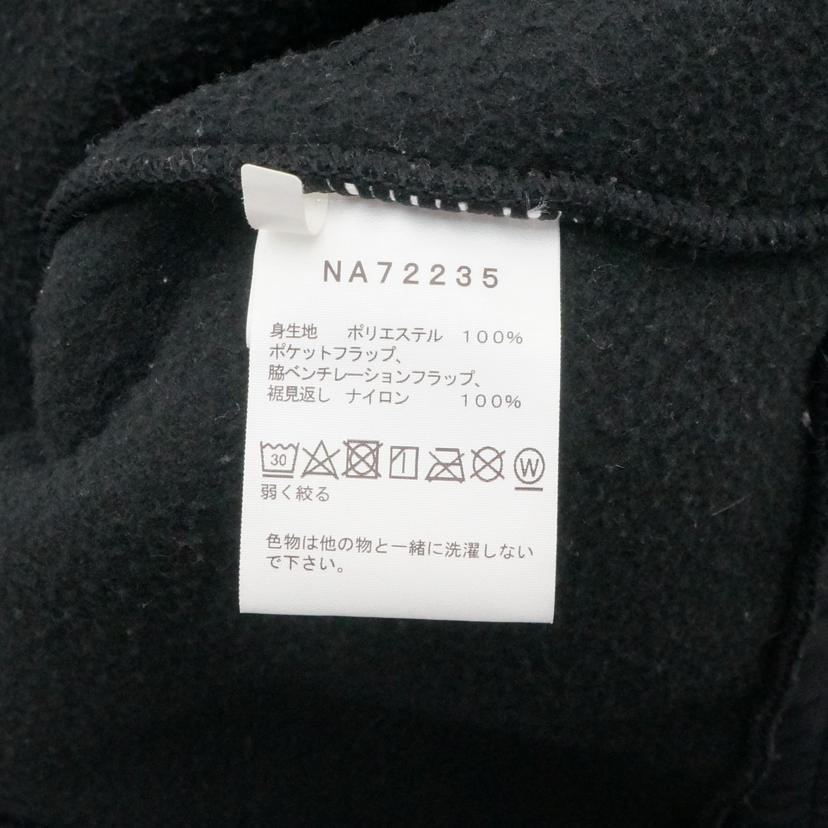 NA72235
身生地 ポリエステル 100%
ポケットフラップ、
脇ベンチレーションフラップ、
裾見返し ナイロン 100%
30 W
弱く絞る
色物は他の物と一緒に洗濯しない
で下さい。